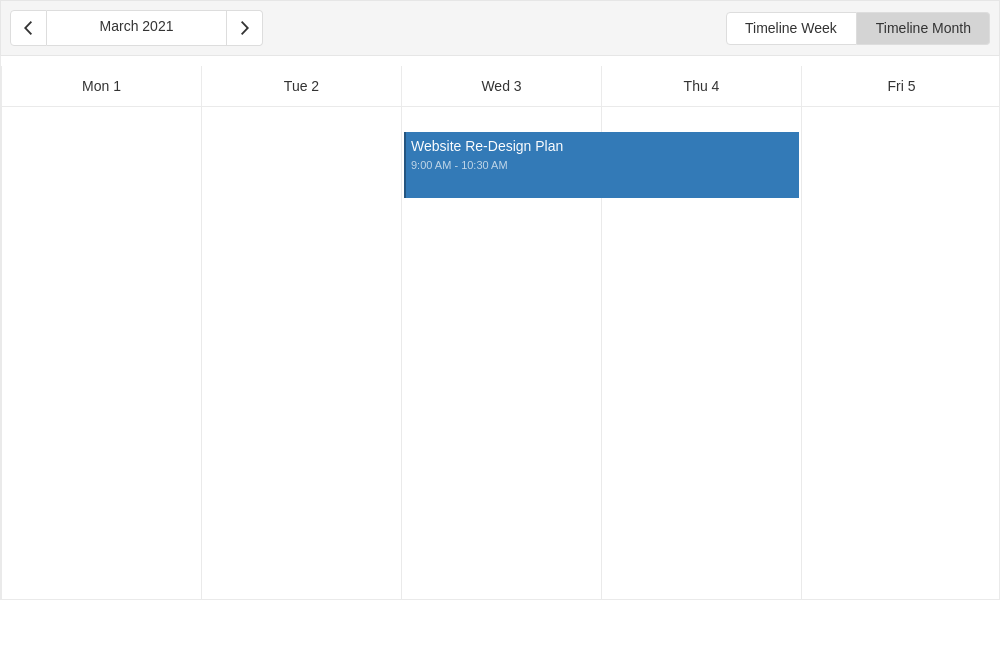 March 2021
Timeline Week
Timeline Month
Mon 1
Tue 2
Wed 3
Thu 4
Fri 5
Website Re-Design Plan
9:00 AM - 10:30 AM